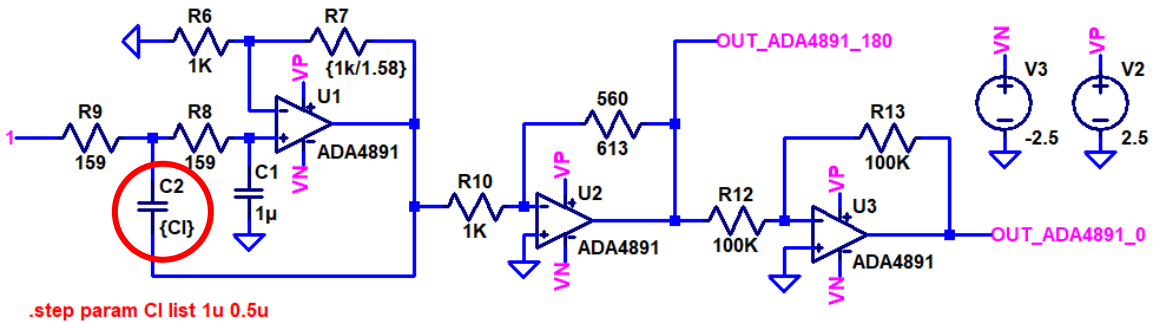 R6
1K
R7
{1k/1.58}
VP
U1
ADA4891
VN
1
R9
159
R8
159
C2
{CI}
C1
1µ
R10
1K
560
613
VP
U2
ADA4891
VN
OUT_ADA4891_180
R12
100K
R13
100K
VP
U3
ADA4891
VN
OUT_ADA4891_0
VN
V3
-2.5
VP
V2
2.5
.step param CI list 1u 0.5u